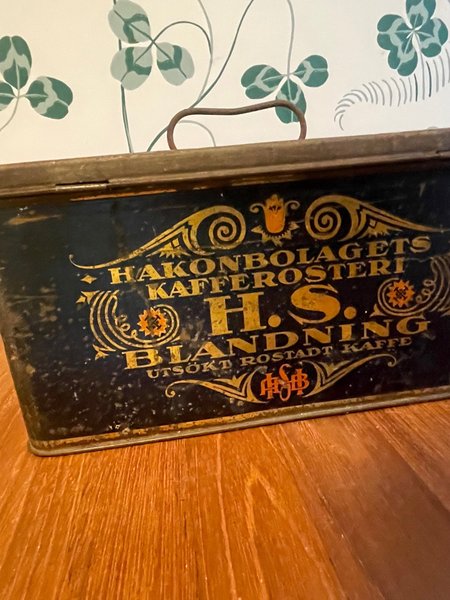 HAKONBOLAGETS
KAFFEROSTERI
H.S.
BLANDNING
UTSÖKT ROSTADT KAFFE